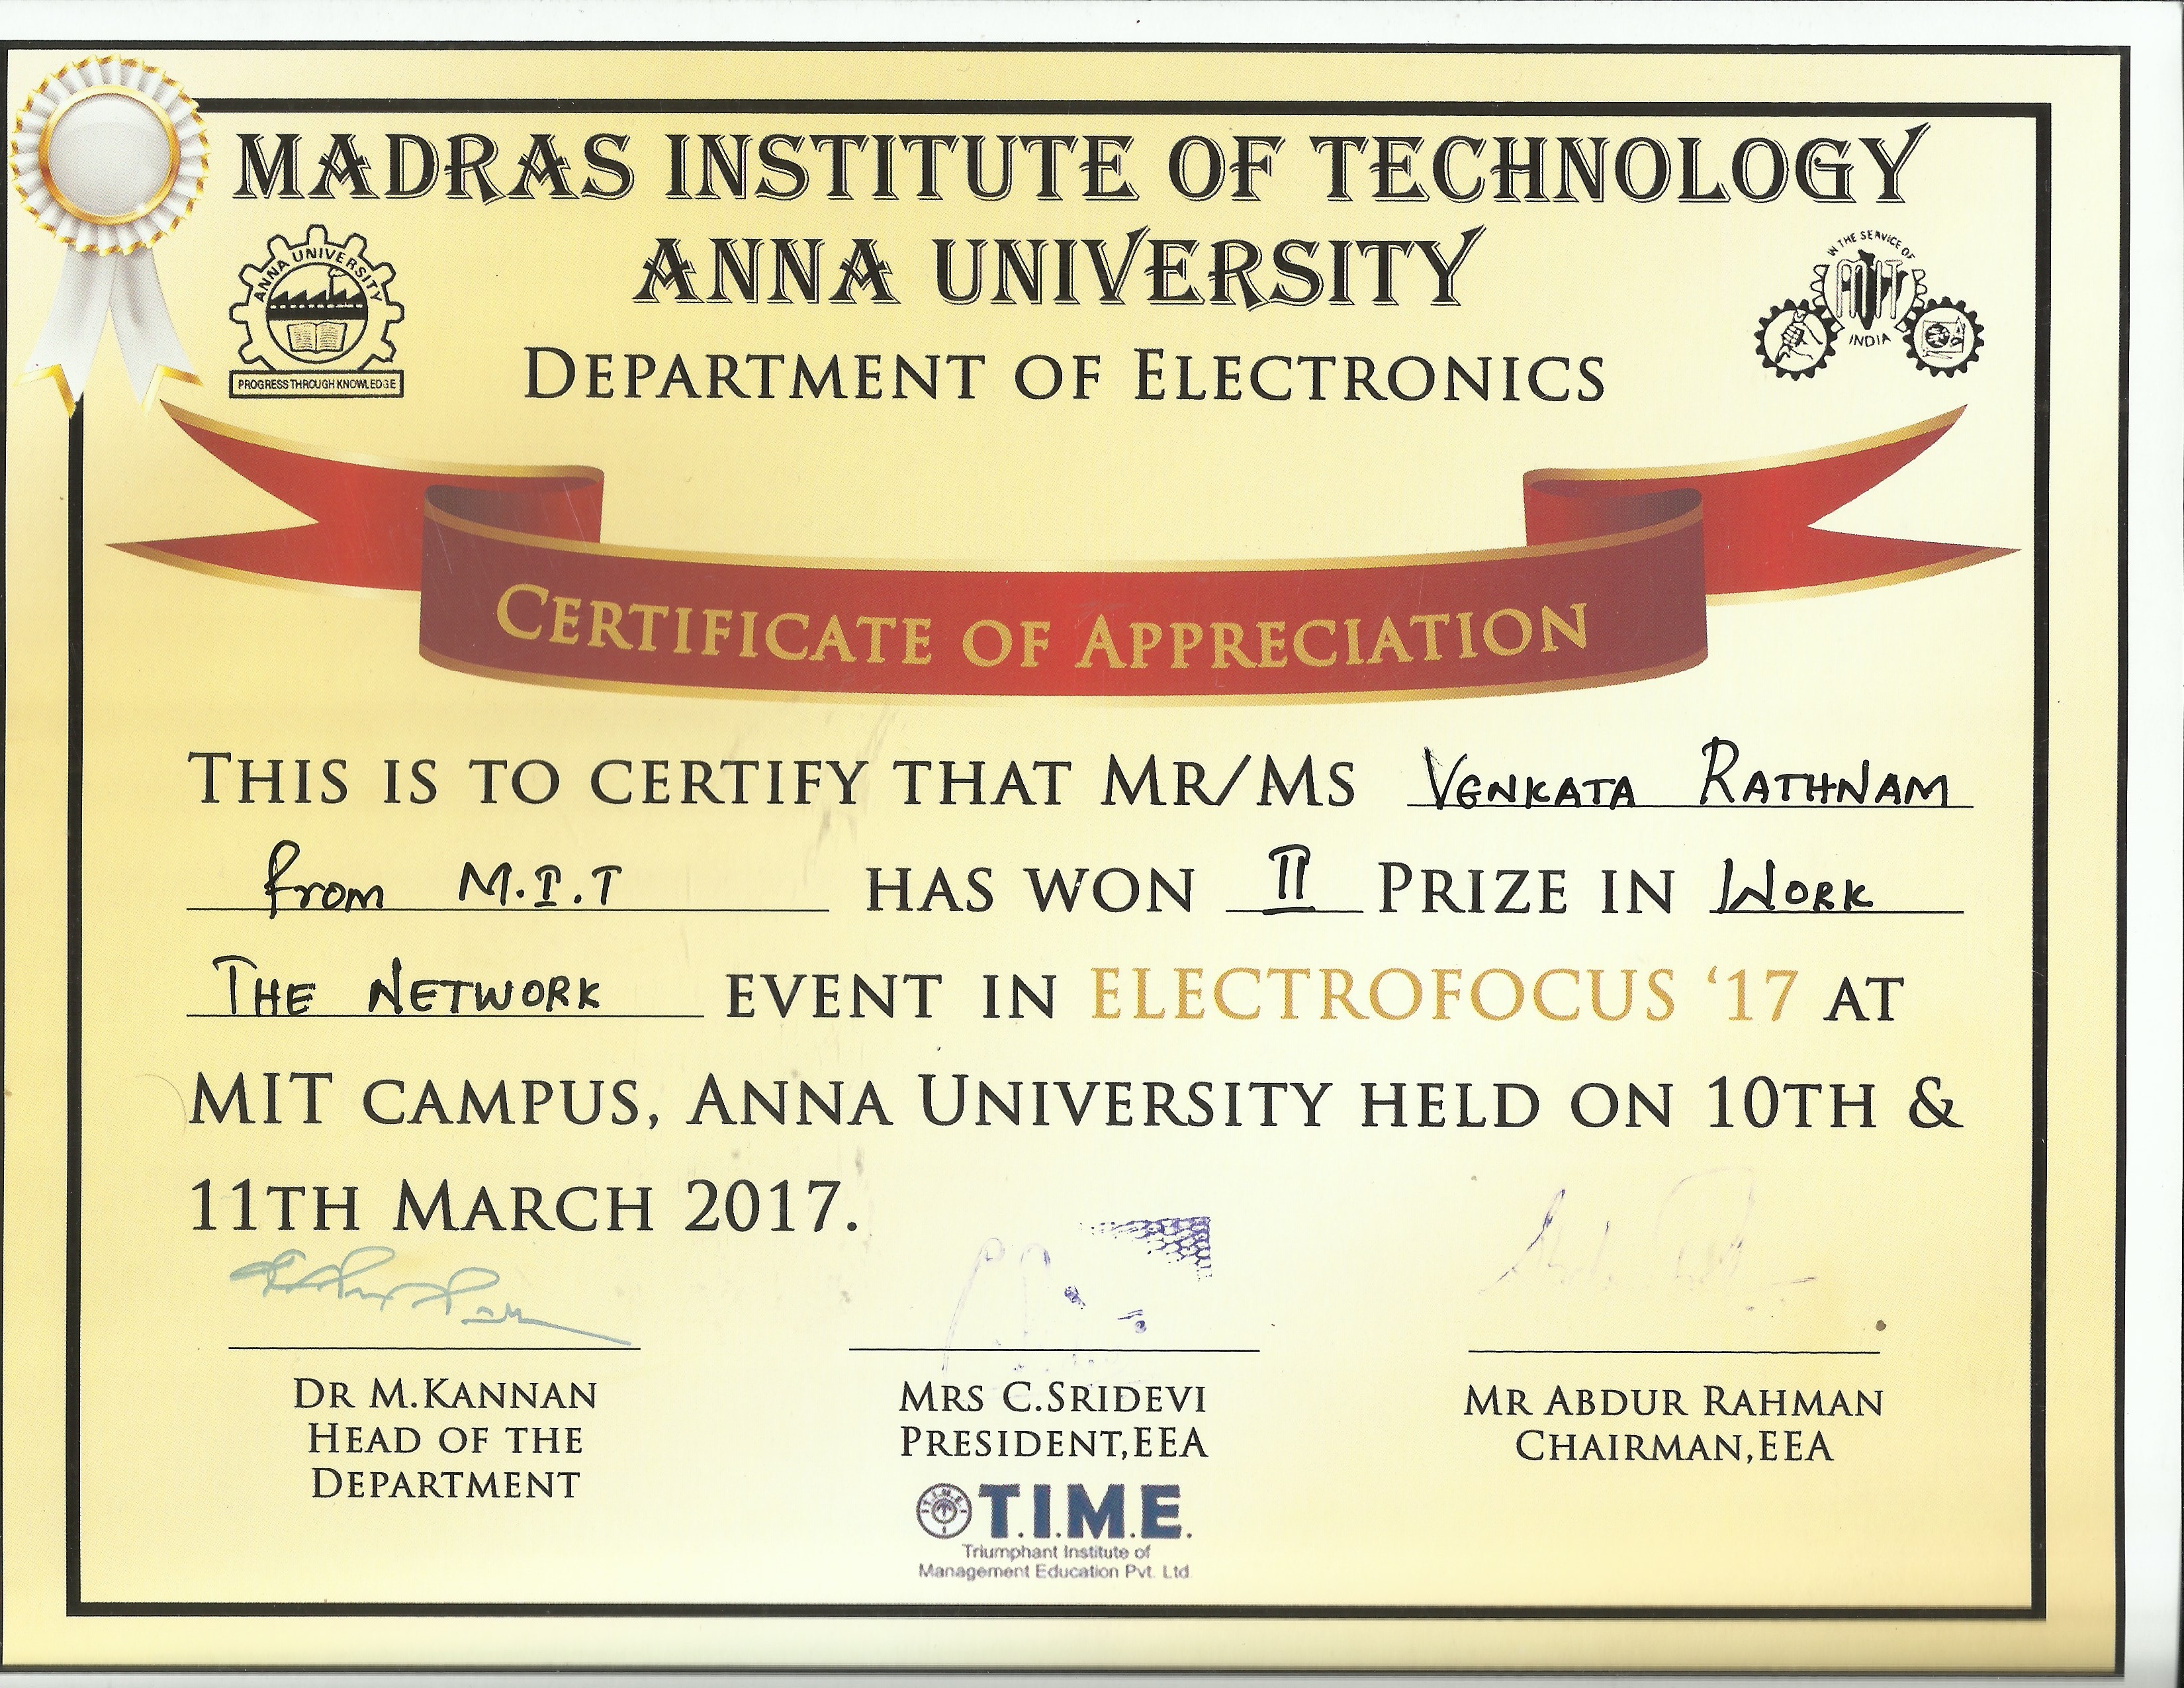 MADRAS INSTITUTE OF TECHNOLOGY
ANNA UNIVERSITY
DEPARTMENT OF ELECTRONICS
ANNA UNIVERSITY
PROGRESS THROUGH KNOWLEDGE
IN THE SERVICE OF
MIT
INDIA
CERTIFICATE OF APPRECIATION
THIS IS TO CERTIFY THAT MR/MS VENKATA RATHNAM
from M.I.T HAS WON II PRIZE IN WORK
THE NETWORK EVENT IN ELECTROFOCUS ‘17 AT
MIT CAMPUS, ANNA UNIVERSITY HELD ON 10TH &
11TH MARCH 2017.
DR M.KANNAN
HEAD OF THE
DEPARTMENT
MRS C.SRIDEVI
PRESIDENT,EEA
MR ABDUR RAHMAN
CHAIRMAN,EEA
T.I.M.E.
Triumphant Institute of
Management Education Pvt. Ltd.